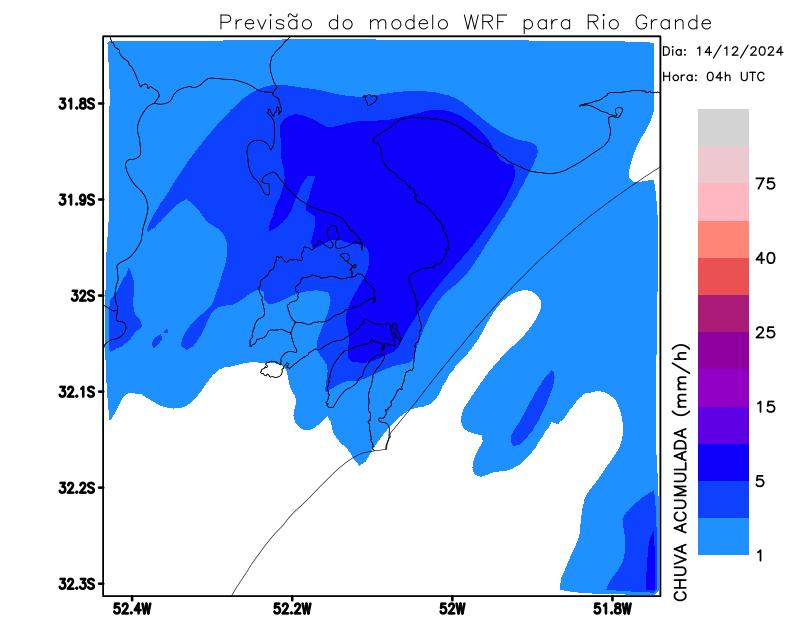 Previsão do modelo WRF para Rio Grande
Dia: 14/12/2024
Hora: 04h UTC
31.8S
31.9S
32S
32.1S
32.2S
32.3S
52.4W
52.2W
52W
51.8W
75
40
25
15
5
1
CHUVA ACUMULADA (mm/h)